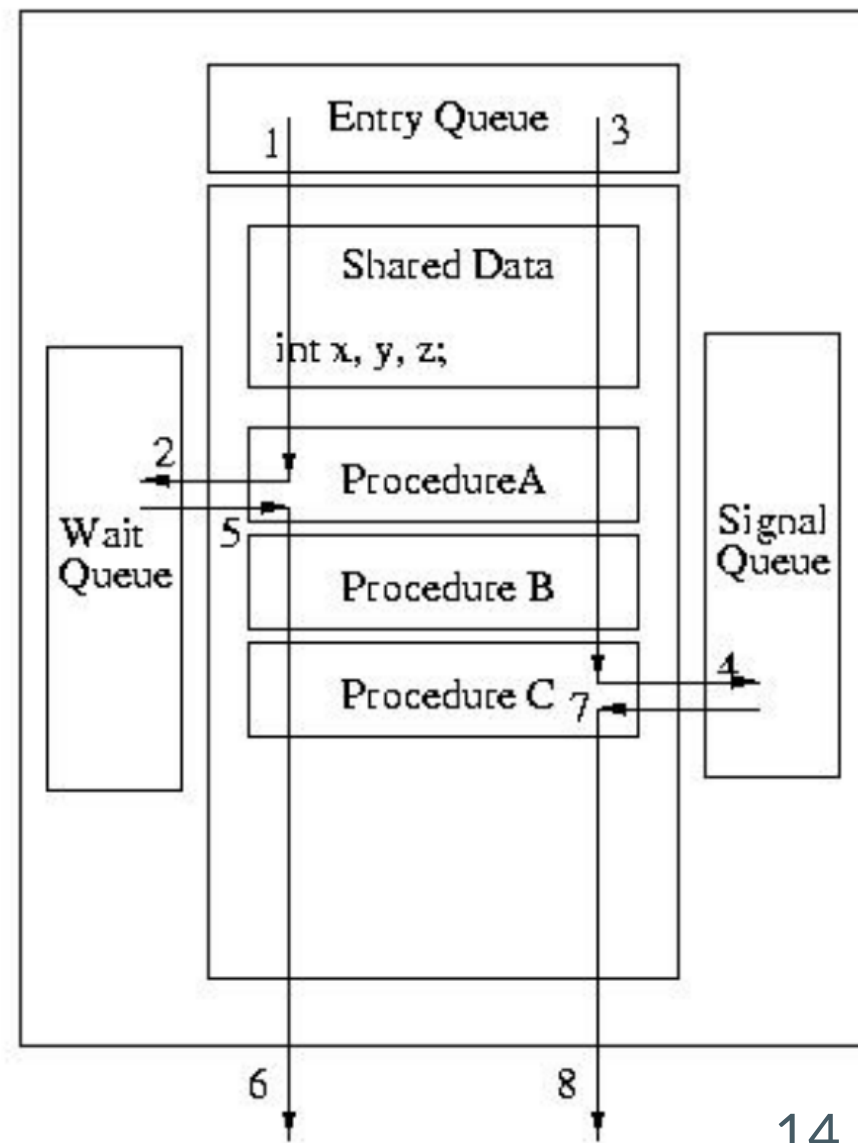 Entry Queue
1
3
Shared Data
int x, y, z;
2
ProcedureA
5
Wait
Queue
Signal
Queue
Procedure B
4
Procedure C
7
6
8
14